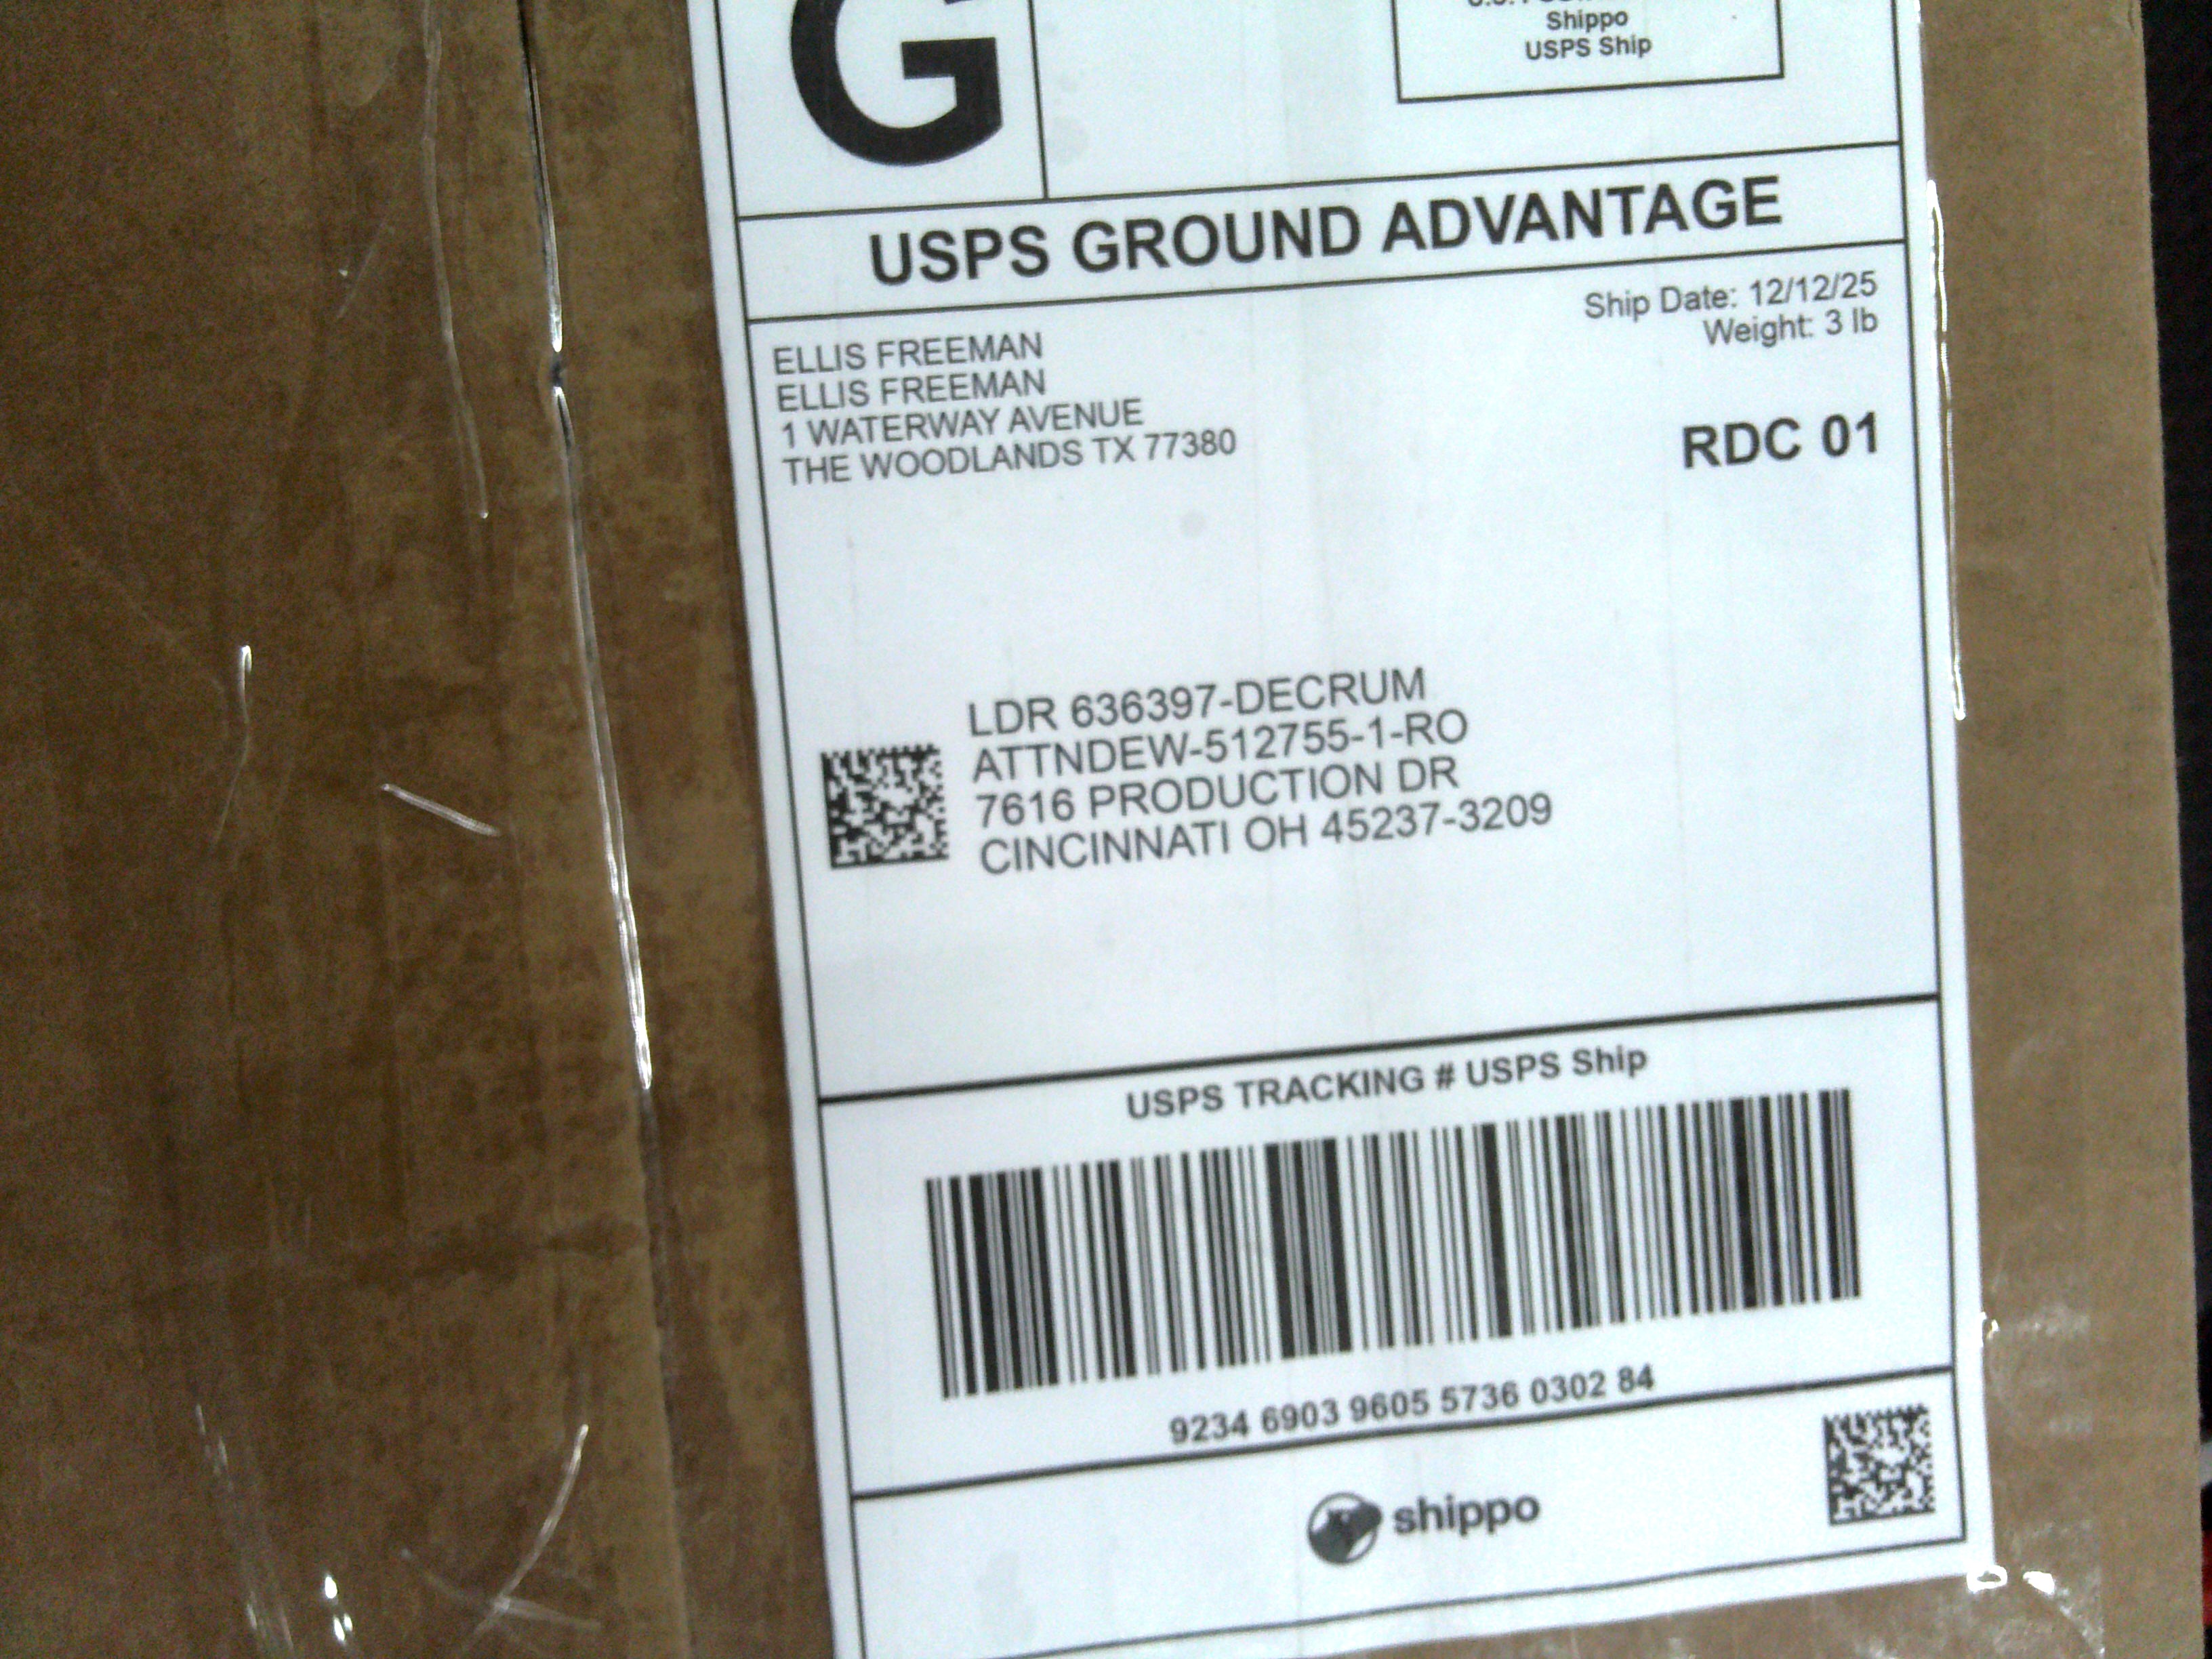 G
Shippo
USPS Ship
USPS GROUND ADVANTAGE
Ship Date: 12/12/25
Weight: 3 lb
ELLIS FREEMAN
ELLIS FREEMAN
1 WATERWAY AVENUE
THE WOODLANDS TX 77380
RDC 01
LDR 636397-DECRUM
ATTNDEW-512755-1-RO
7616 PRODUCTION DR
CINCINNATI OH 45237-3209
USPS TRACKING # USPS Ship
9234 6903 9605 5736 0302 84
shippo